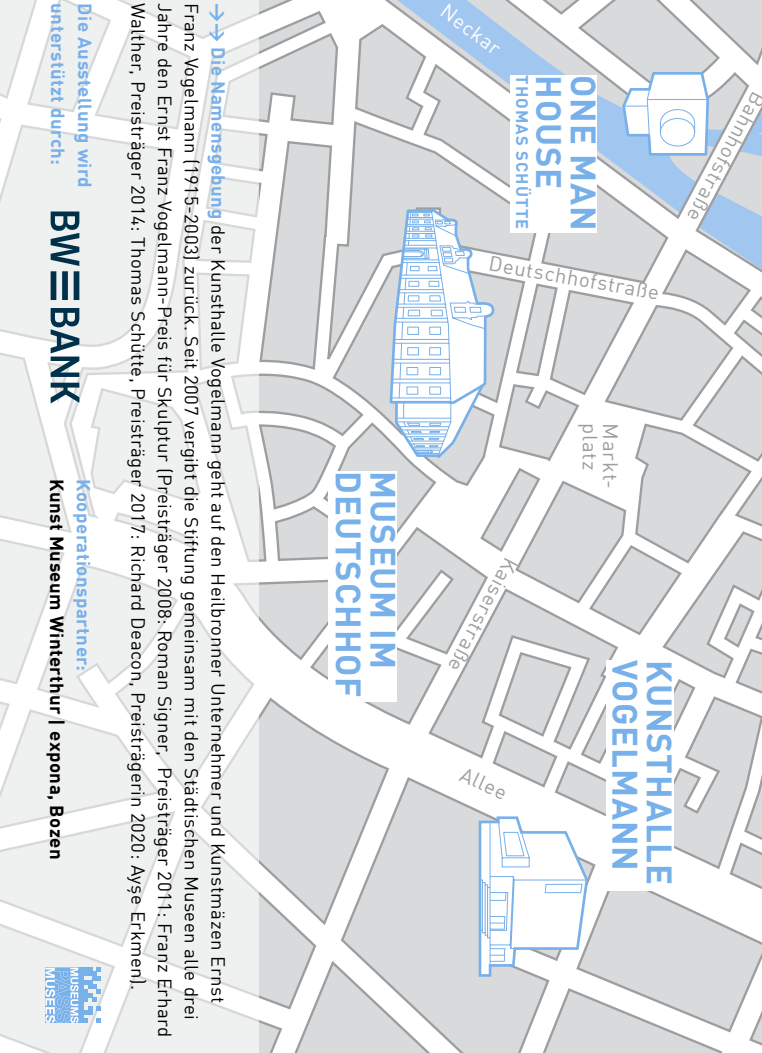 Neckar
Bahnhofstraße
ONE MAN
HOUSE
THOMAS SCHÜTTE
Deutschhofstraße
Markt-
platz
MUSEUM IM
DEUTSCHHOF
Kaiserstraße
KUNSTHALLE
VOGELMANN
Allee
→→ Die Namensgebung der Kunsthalle Vogelmann geht auf den Heilbronner Unternehmer und Kunstmäzen Ernst
Franz Vogelmann (1915-2003) zurück. Seit 2007 vergibt die Stiftung gemeinsam mit den Städtischen Museen alle drei
Jahre den Ernst Franz Vogelmann-Preis für Skulptur (Preisträger 2008: Roman Signer, Preisträger 2011: Franz Erhard
Walther, Preisträger 2014: Thomas Schütte, Preisträger 2017: Richard Deacon, Preisträgerin 2020: Ayşe Erkmen).
Die Ausstellung wird
unterstützt durch:
BW BANK
Kooperationspartner:
Kunst Museum Winterthur | expona, Bozen
MUSEUMS
PASS
MUSÉES